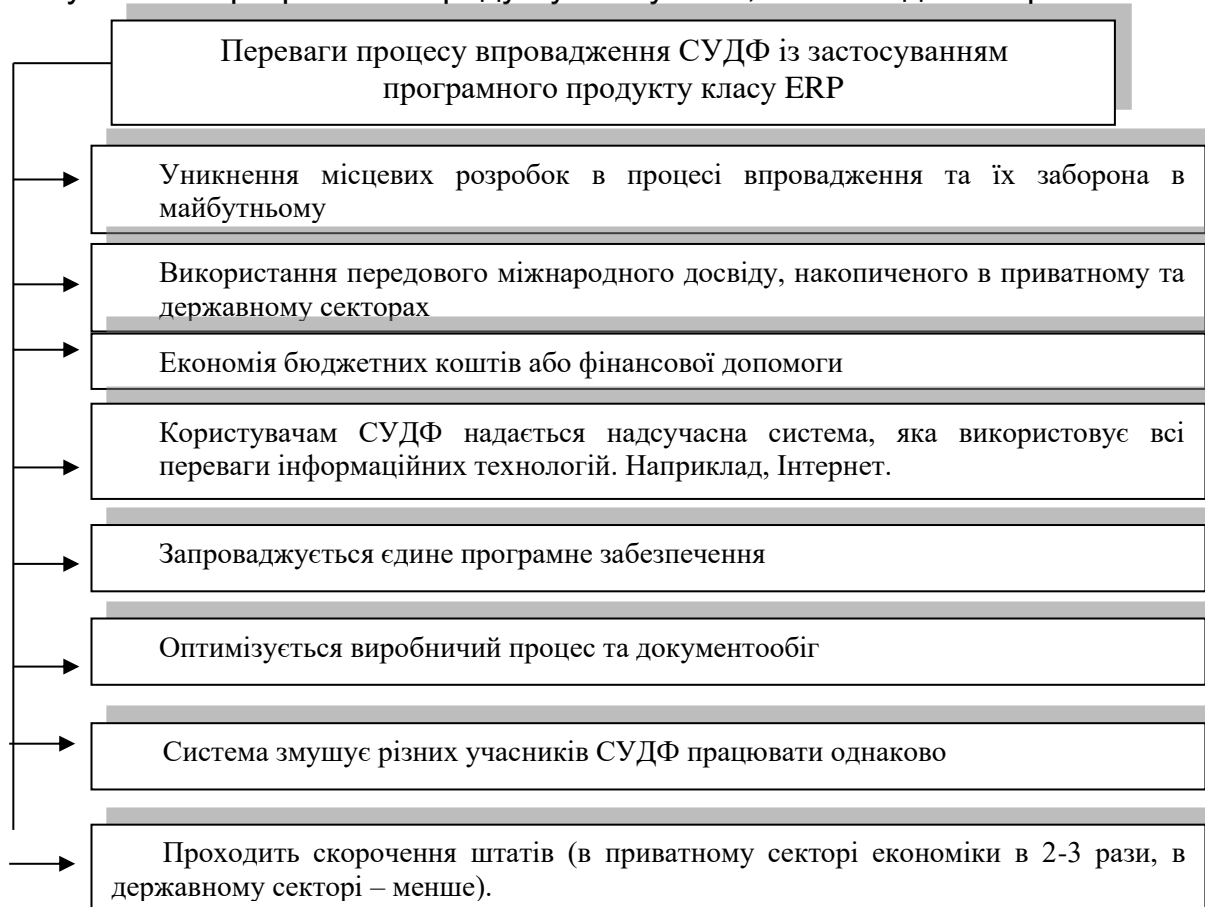 Переваги процесу впровадження СУДФ із застосуванням
програмного продукту класу ERP
Уникнення місцевих розробок в процесі впровадження та їх заборона в
майбутньому
Використання передового міжнародного досвіду, накопиченого в приватному та
державному секторах
Економія бюджетних коштів або фінансової допомоги
Користувачам СУДФ надається надсучасна система, яка використовує всі
переваги інформаційних технологій. Наприклад, Інтернет.
Запроваджується єдине програмне забезпечення
Оптимізується виробничий процес та документообіг
Система змушує різних учасників СУДФ працювати однаково
Проходить скорочення штатів (в приватному секторі економіки в 2-3 рази, в
державному секторі – менше).